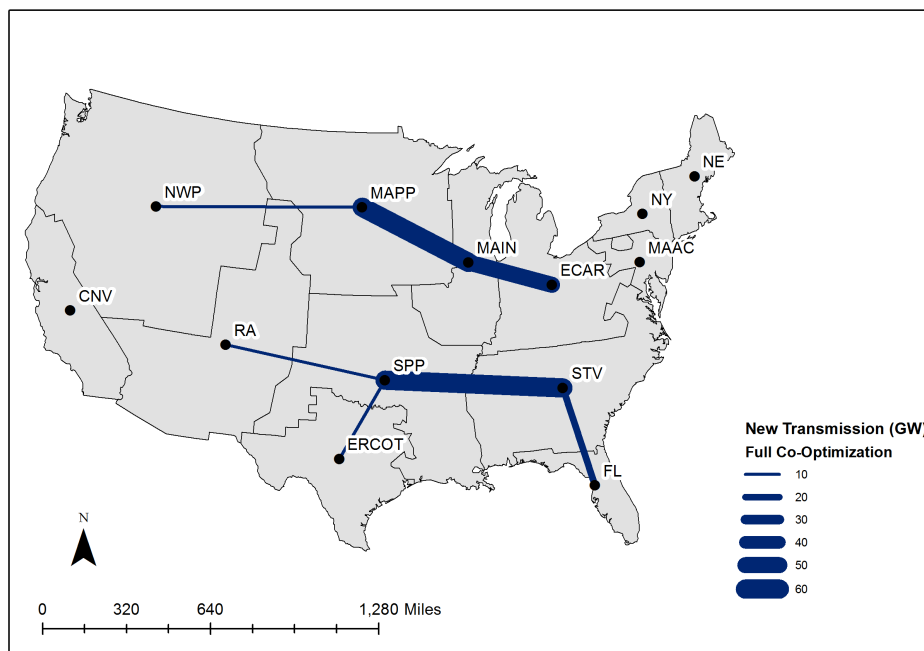 NE
NWP
MAPP
NY
MAIN
MAAC
ECAR
CNV
RA
SPP
STV
ERCOT
FL
New Transmission (GW)
Full Co-Optimization
10
20
30
40
50
60
N
0 320 640 1,280 Miles